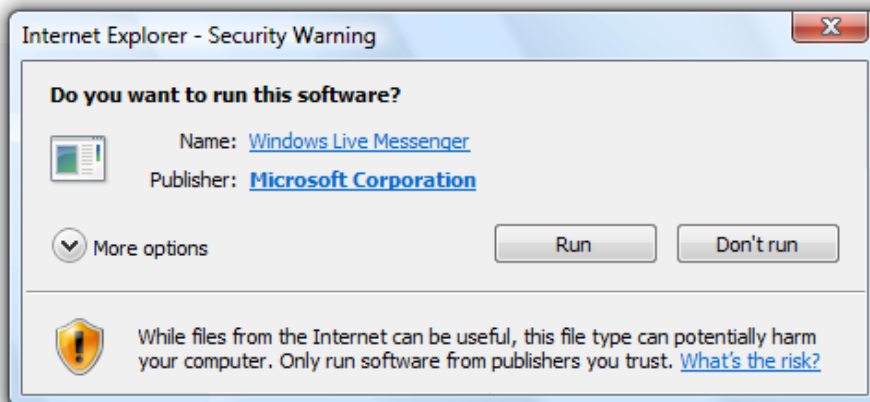 Internet Explorer - Security Warning
Do you want to run this software?
Name: Windows Live Messenger
Publisher: Microsoft Corporation
More options
Run
Don't run
While files from the Internet can be useful, this file type can potentially harm
your computer. Only run software from publishers you trust. What's the risk?